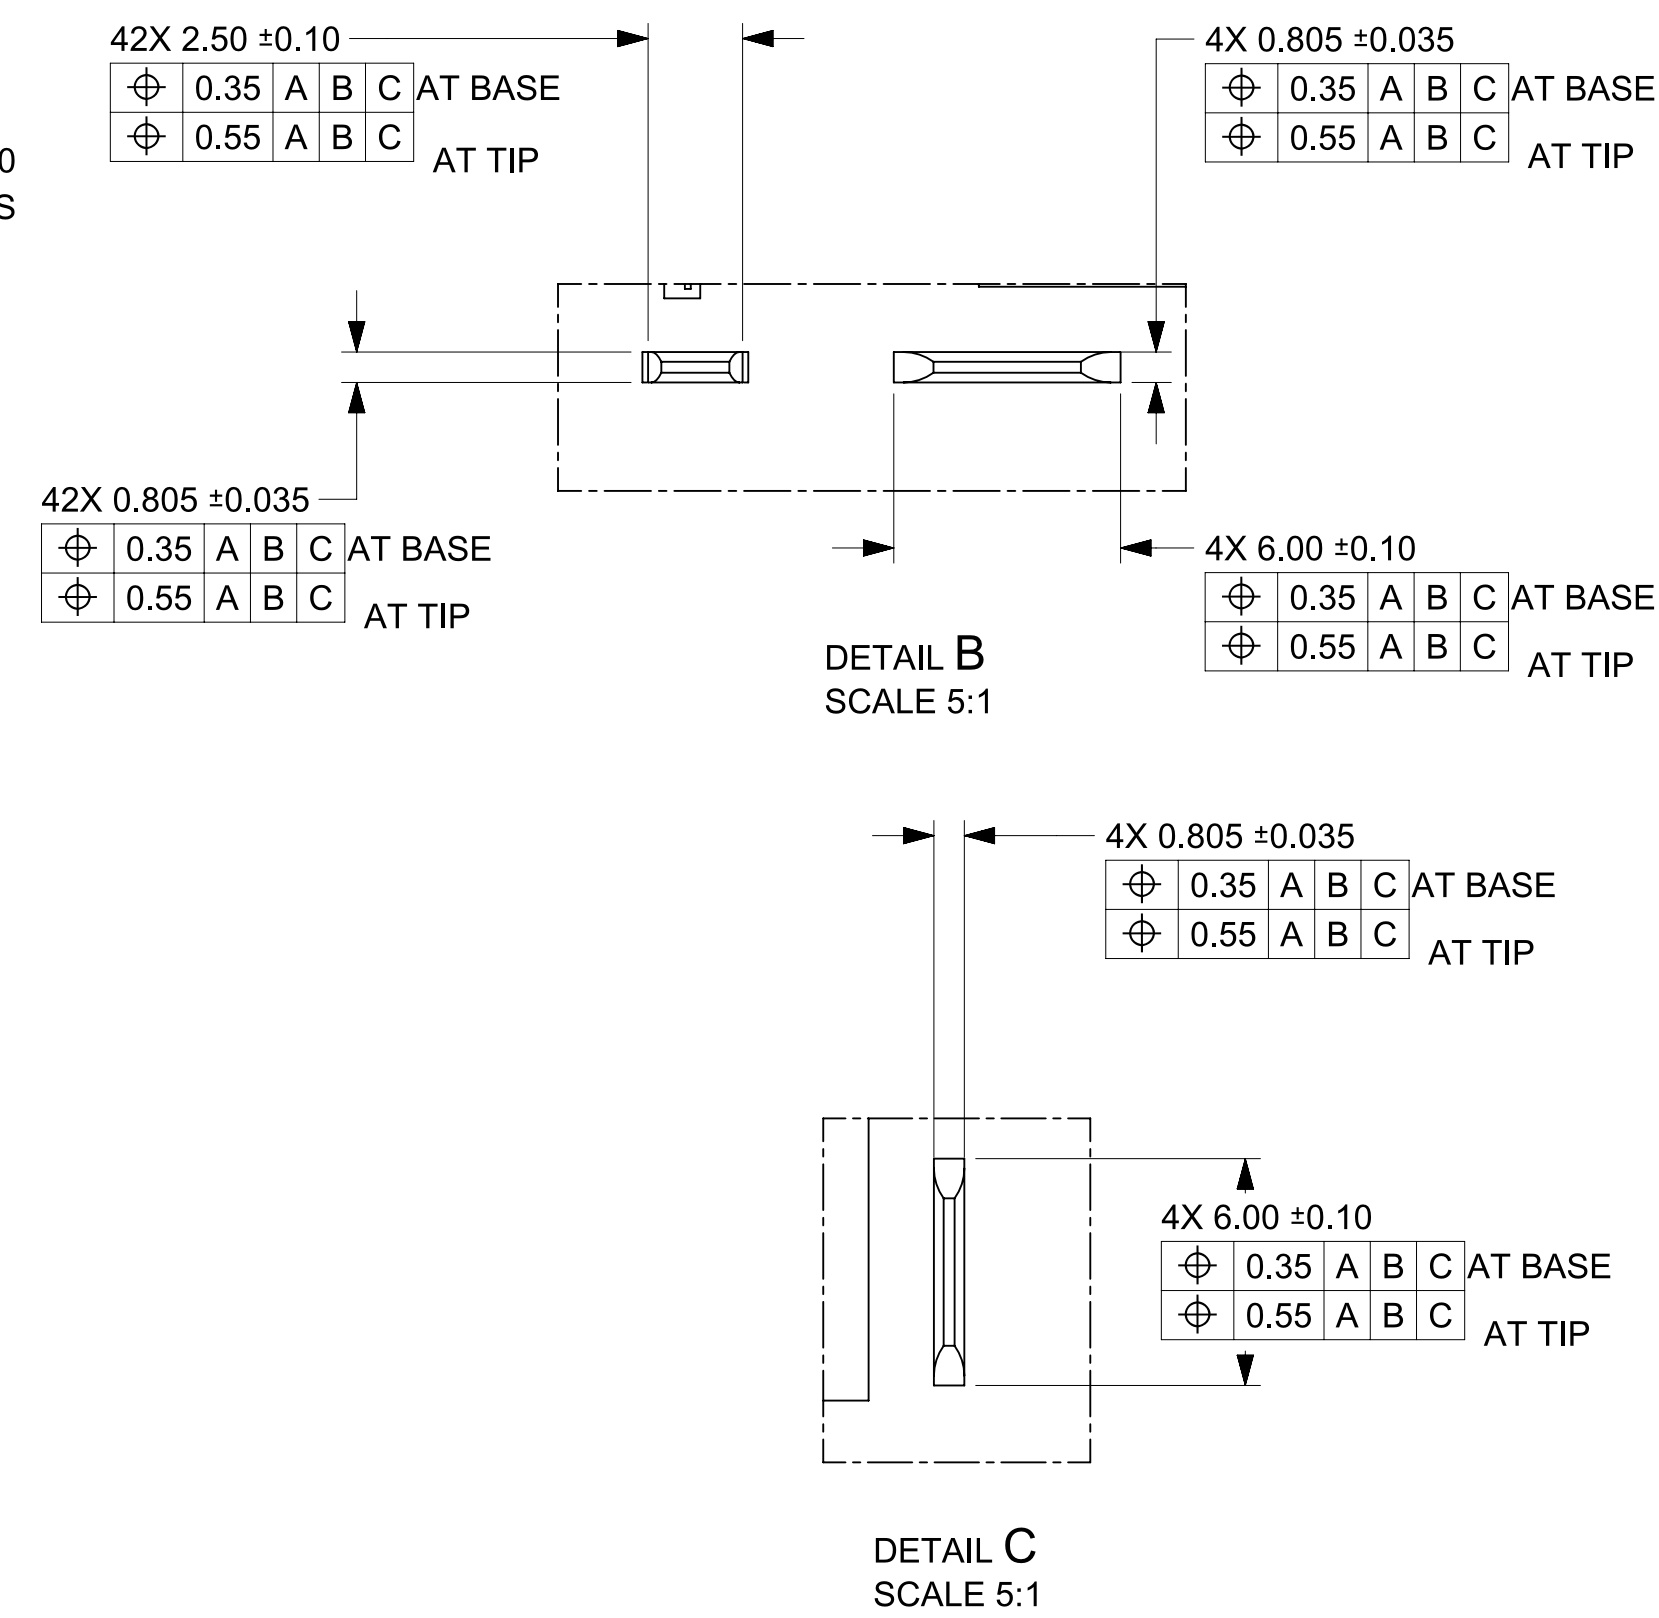 42X 2.50 ±0.10
⌖ 0.35 A B C AT BASE
⌖ 0.55 A B C AT TIP
4X 0.805 ±0.035
⌖ 0.35 A B C AT BASE
⌖ 0.55 A B C AT TIP
0
S
42X 0.805 ±0.035
⌖ 0.35 A B C AT BASE
⌖ 0.55 A B C AT TIP
4X 6.00 ±0.10
⌖ 0.35 A B C AT BASE
⌖ 0.55 A B C AT TIP
DETAIL B
SCALE 5:1
4X 0.805 ±0.035
⌖ 0.35 A B C AT BASE
⌖ 0.55 A B C AT TIP
4X 6.00 ±0.10
⌖ 0.35 A B C AT BASE
⌖ 0.55 A B C AT TIP
DETAIL C
SCALE 5:1